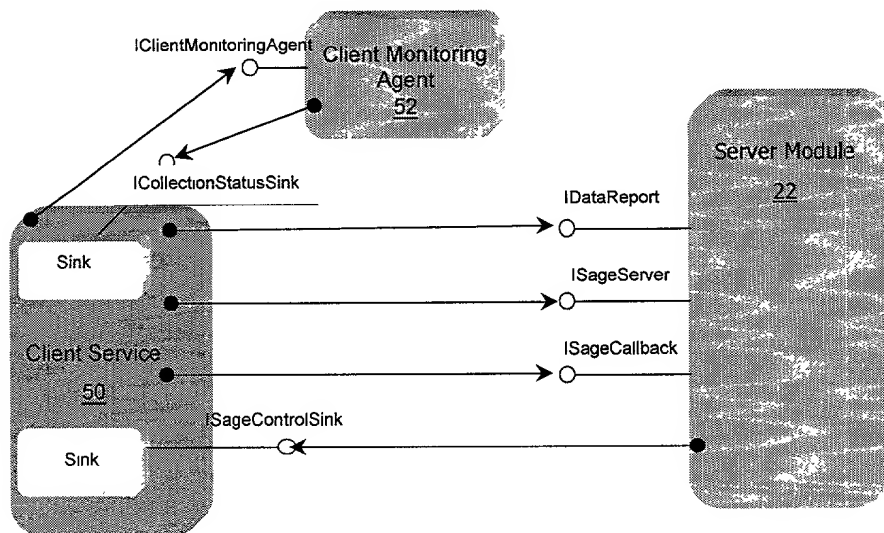 IClientMonitoringAgent
Client Monitoring
Agent
52
ICollectionStatusSink
Server Module
22
IDataReport
Sink
ISageServer
Client Service
50
ISageCallback
ISageControlSink
Sink